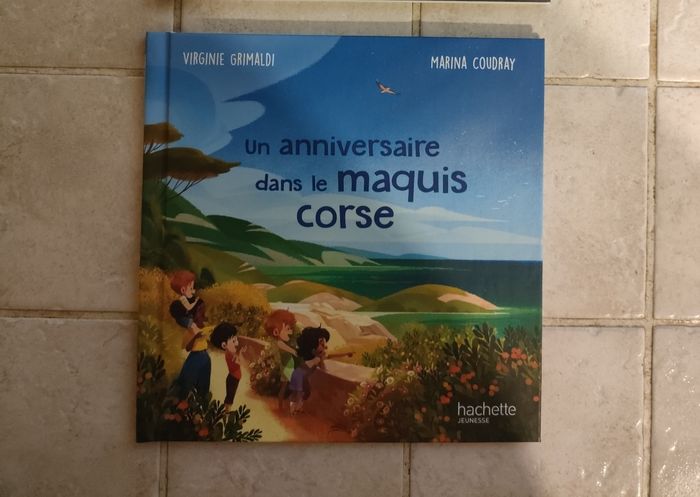 VIRGINIE GRIMALDI
MARINA COUDRAY
Un anniversaire
dans le maquis
corse
hachette
JEUNESSE